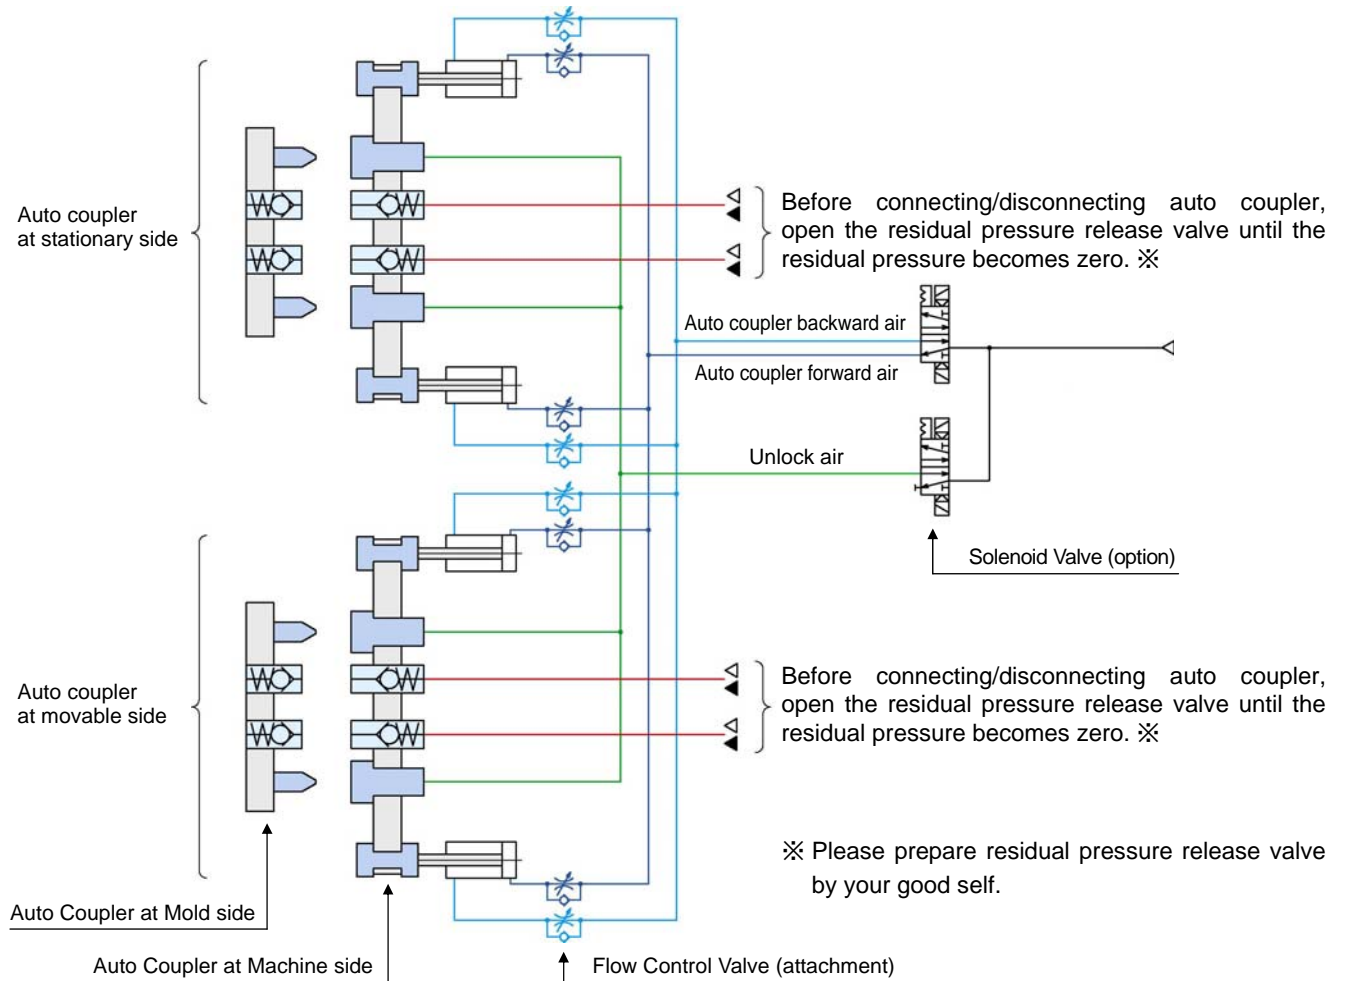 Auto coupler
at stationary side
Before connecting/disconnecting auto coupler,
open the residual pressure release valve until the
residual pressure becomes zero. ※
Auto coupler backward air
Auto coupler forward air
Unlock air
Solenoid Valve (option)
Auto coupler
at movable side
Before connecting/disconnecting auto coupler,
open the residual pressure release valve until the
residual pressure becomes zero. ※
※ Please prepare residual pressure release valve
by your good self.
Auto Coupler at Mold side
Auto Coupler at Machine side
Flow Control Valve (attachment)